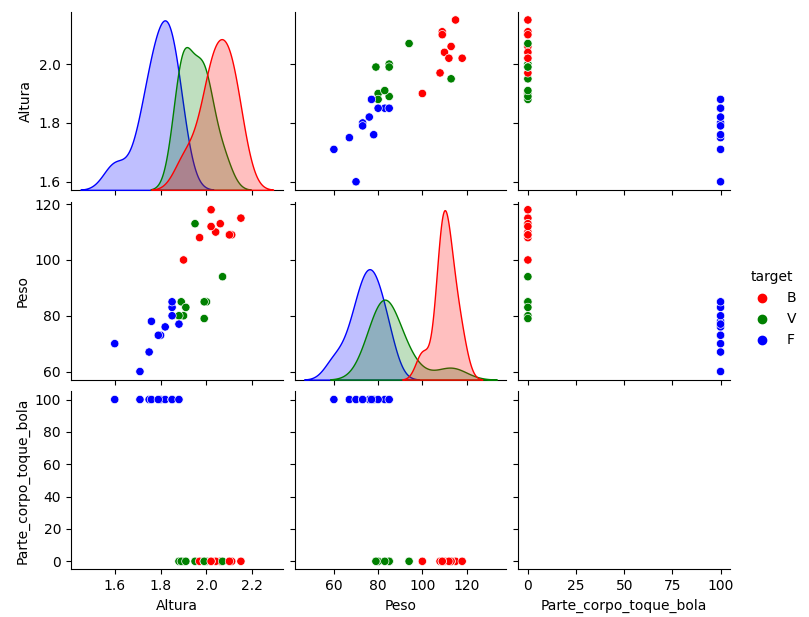 Altura
2.0
1.8
1.6
Peso
120
100
80
60
target
B
V
F
Parte_corpo_toque_bola
100
80
60
40
20
0
1.6 1.8 2.0 2.2
60 80 100 120
0 25 50 75 100
Altura Peso Parte_corpo_toque_bola